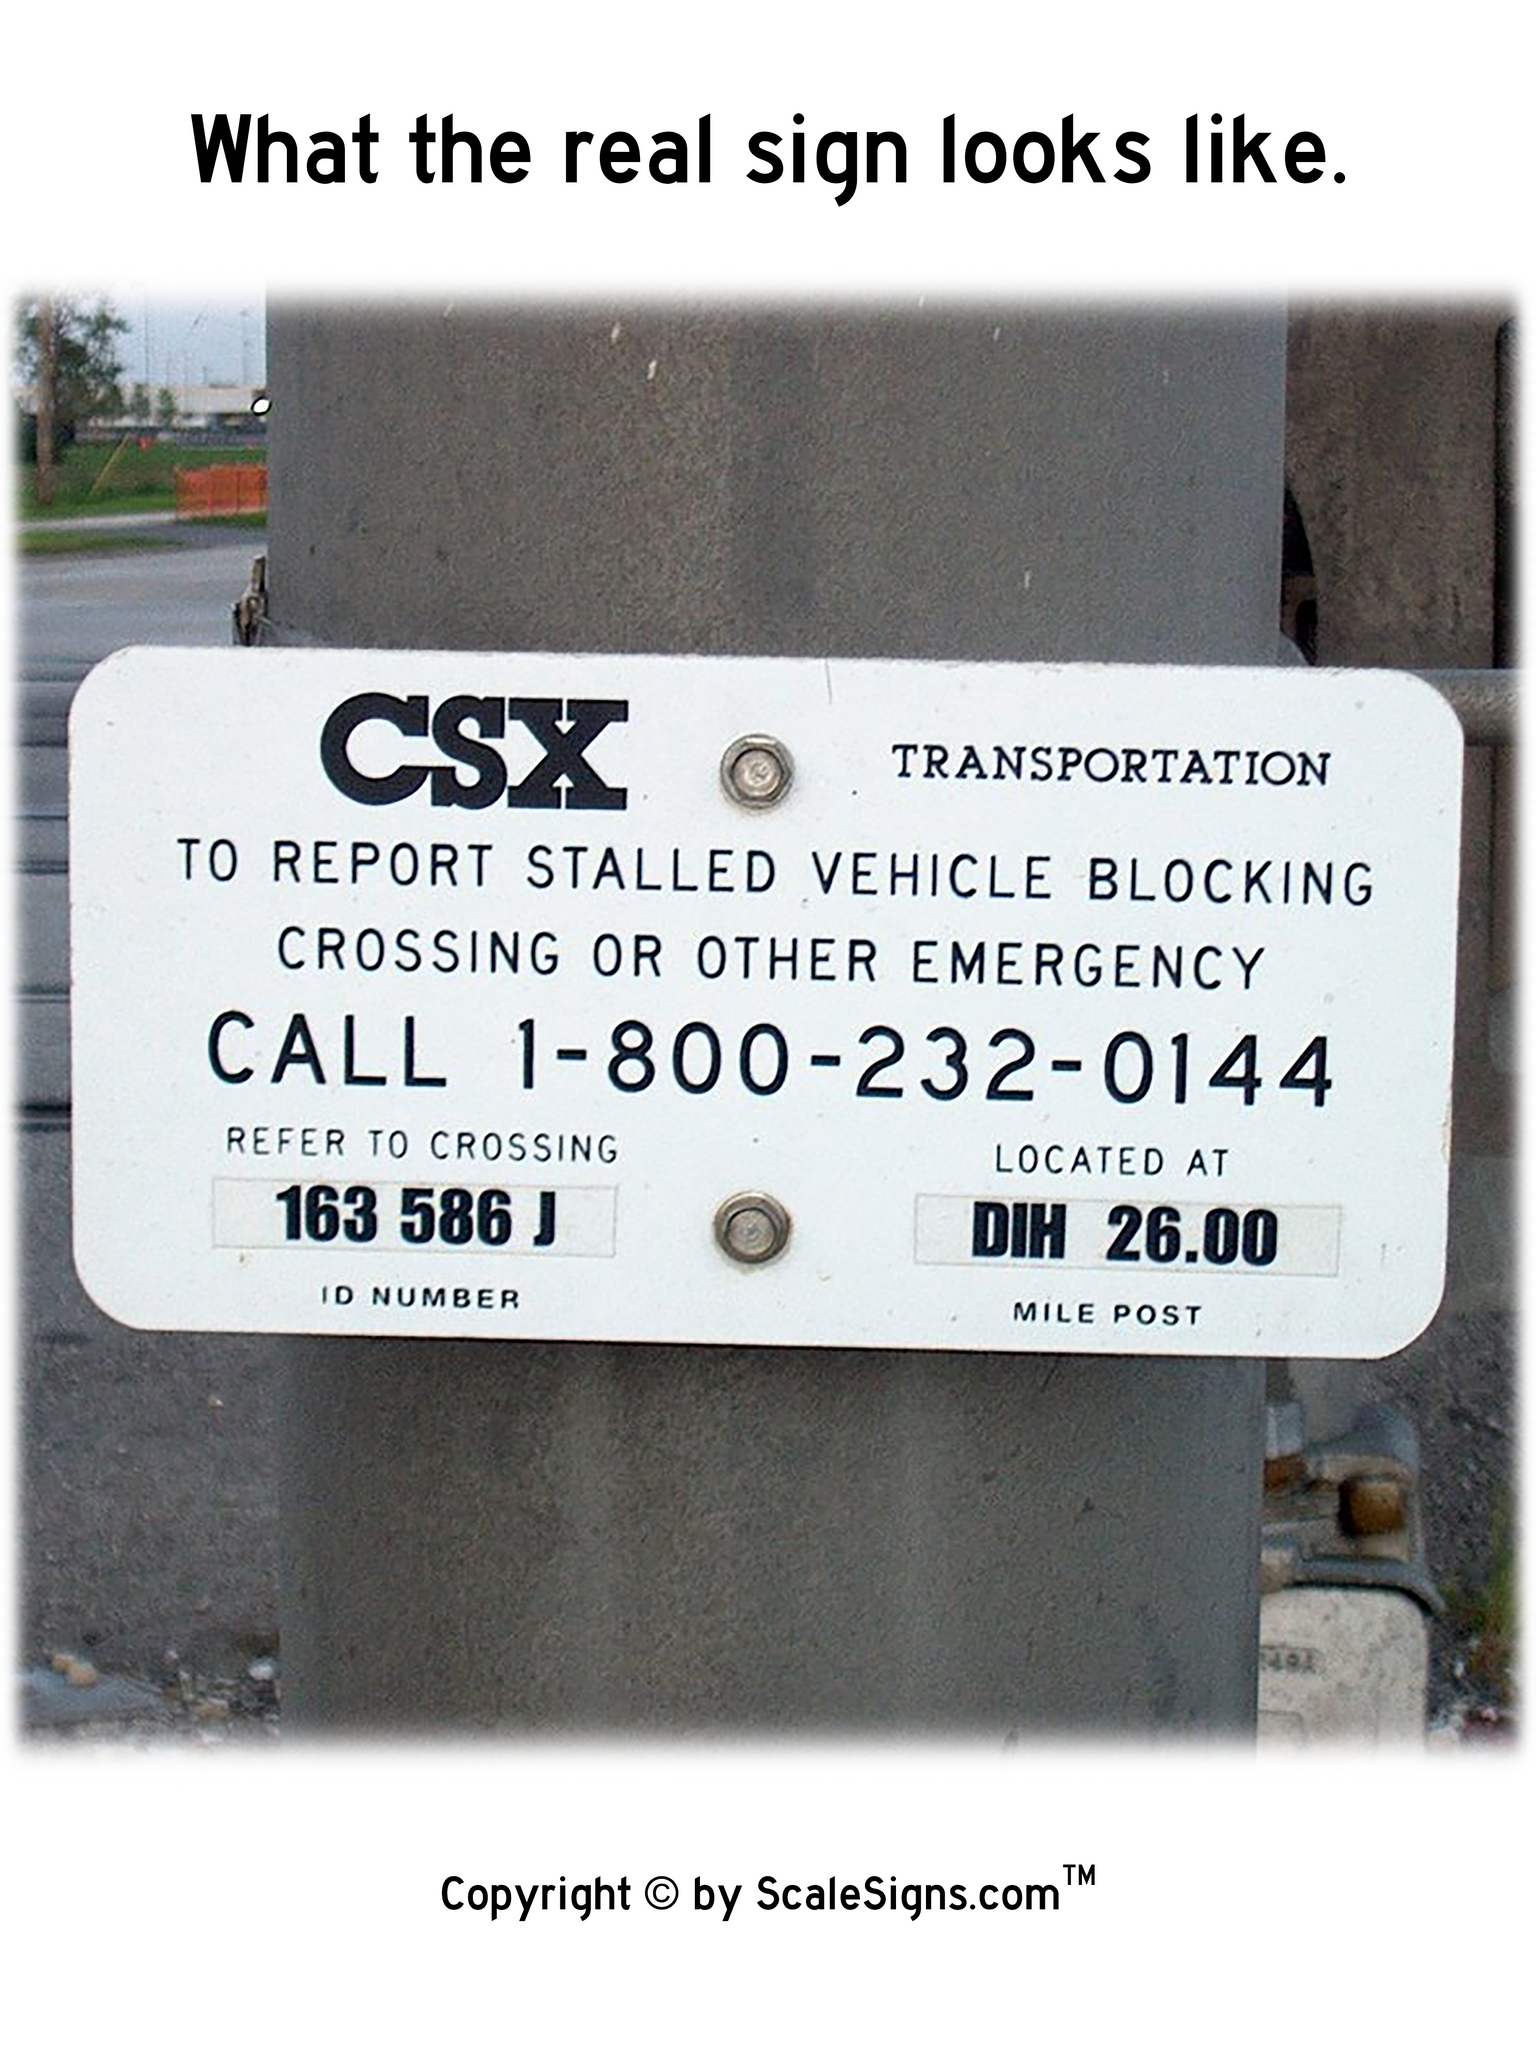 What the real sign looks like.
CSX TRANSPORTATION
TO REPORT STALLED VEHICLE BLOCKING
CROSSING OR OTHER EMERGENCY
CALL 1-800-232-0144
REFER TO CROSSING
163 586 J
ID NUMBER
LOCATED AT
DIH 26.00
MILE POST
Copyright © by ScaleSigns.com™